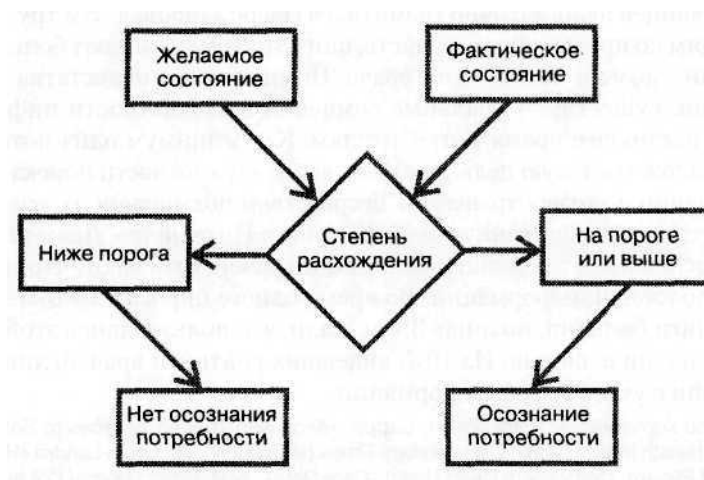 Желаемое
состояние
Фактическое
состояние
Степень
расхождения
Ниже порога
На пороге
или выше
Нет осознания
потребности
Осознание
потребности